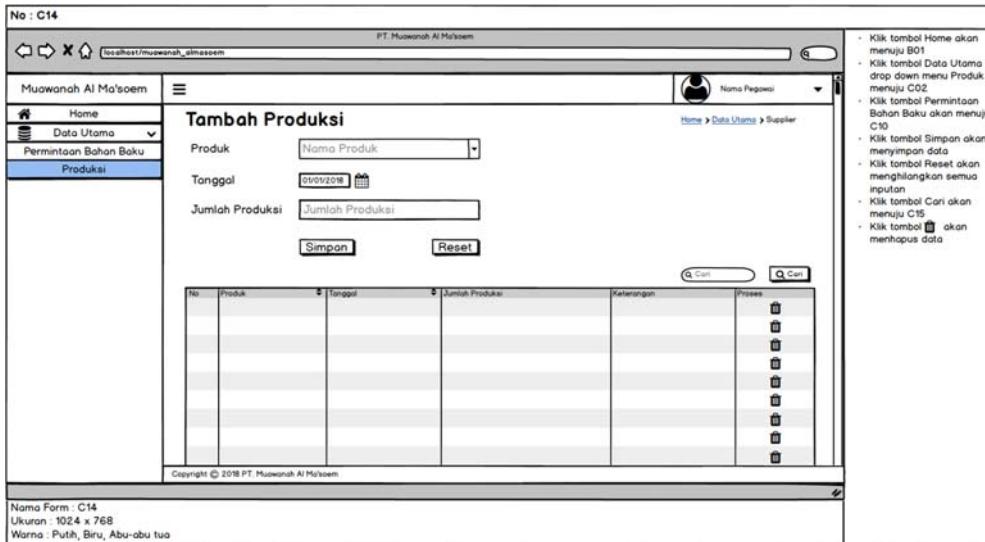 No : C14
PT. Muawanah Al Ma'soem
localhost/muawanah_almasoem
Muawanah Al Ma'soem
Nama Pegawai
Home
Data Utama
Permintaan Bahan Baku
Produksi
Tambah Produksi
Home > Data Utama > Supplier
Produk
Nama Produk
Tanggal
01/01/2018
Jumlah Produksi
Jumlah Produksi
Simpan
Reset
Cari
Cari
No
Produk
Tanggal
Jumlah Produksi
Keterangan
Proses
Copyright © 2018 PT. Muawanah Al Ma'soem
Nama Form : C14
Ukuran : 1024 x 768
Warna : Putih, Biru, Abu-abu tua
- Klik tombol Home akan
menuju B01
- Klik tombol Data Utama
drop down menu Produk
menuju C02
- Klik tombol Permintaan
Bahan Baku akan menuju
C10
- Klik tombol Simpan akan
menyimpan data
- Klik tombol Reset akan
menghilangkan semua
inputan
- Klik tombol Cari akan
menuju C15
- Klik tombol akan
menhapus data